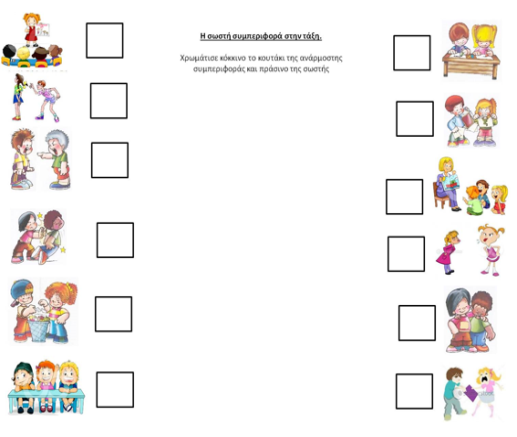 Η σωστή συμπεριφορά στην τάξη.
Χρωμάτισε κόκκινο το κουτάκι της ανάρμοστης
συμπεριφοράς και πράσινο της σωστής